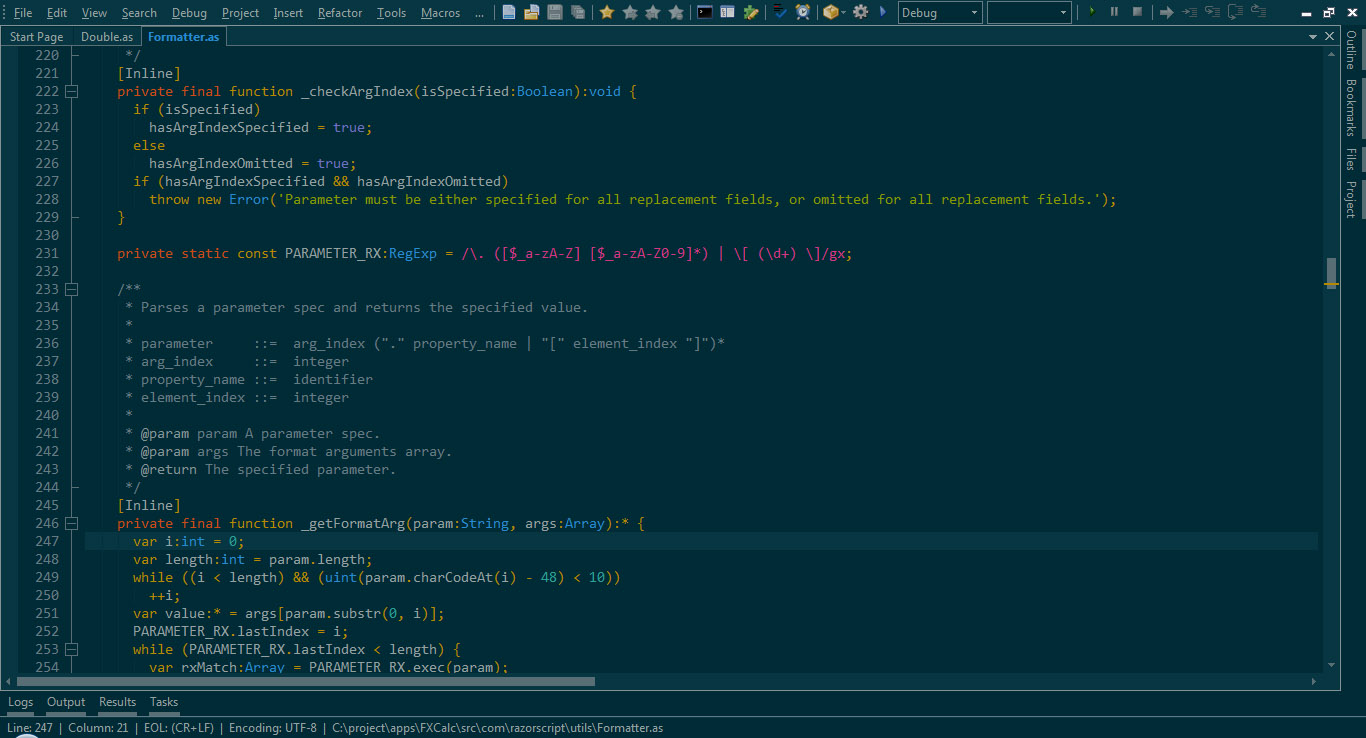 File Edit View Search Debug Project Insert Refactor Tools Macros ... Debug
Start Page Double.as Formatter.as
220 */
221 [Inline]
222 private final function _checkArgIndex(isSpecified:Boolean):void {
223 if (isSpecified)
224 hasArgIndexSpecified = true;
225 else
226 hasArgIndexOmitted = true;
227 if (hasArgIndexSpecified && hasArgIndexOmitted)
228 throw new Error('Parameter must be either specified for all replacement fields, or omitted for all replacement fields.');
229 }
230
231 private static const PARAMETER_RX:RegExp = /\. ([$_a-zA-Z] [$_a-zA-Z0-9]*) | \[ (\d+) \]/gx;
232
233 /**
234 * Parses a parameter spec and returns the specified value.
235 *
236 * parameter ::= arg_index ("." property_name | "[" element_index "]")*
237 * arg_index ::= integer
238 * property_name ::= identifier
239 * element_index ::= integer
240 *
241 * @param param A parameter spec.
242 * @param args The format arguments array.
243 * @return The specified parameter.
244 */
245 [Inline]
246 private final function _getFormatArg(param:String, args:Array):* {
247 var i:int = 0;
248 var length:int = param.length;
249 while ((i < length) && (uint(param.charCodeAt(i) - 48) < 10))
250 ++i;
251 var value:* = args[param.substr(0, i)];
252 PARAMETER_RX.lastIndex = i;
253 while (PARAMETER_RX.lastIndex < length) {
254 var rxMatch:Array = PARAMETER_RX.exec(param);
Outline
Bookmarks
Files
Project
Logs Output Results Tasks
Line: 247 | Column: 21 | EOL: (CR+LF) | Encoding: UTF-8 | C:\project\apps\FXCalc\src\com\razorscript\utils\Formatter.as